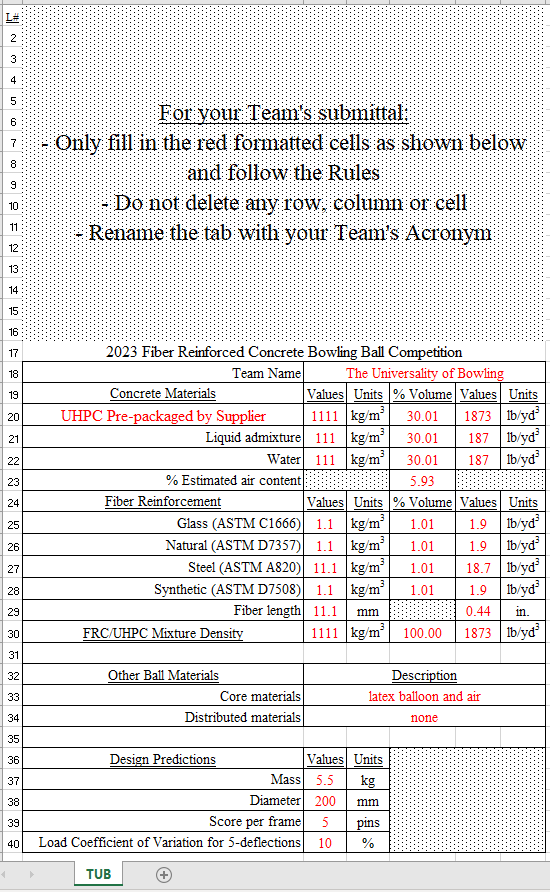 L#
2
3
4
5
6
7
8
9
10
11
12
13
14
15
16
For your Team's submittal:
- Only fill in the red formatted cells as shown below
and follow the Rules
- Do not delete any row, column or cell
- Rename the tab with your Team's Acronym
17 2023 Fiber Reinforced Concrete Bowling Ball Competition
18 Team Name The Universality of Bowling
19 Concrete Materials Values Units % Volume Values Units
20 UHPC Pre-packaged by Supplier 1111 kg/m³ 30.01 1873 lb/yd³
21 Liquid admixture 111 kg/m³ 30.01 187 lb/yd³
22 Water 111 kg/m³ 30.01 187 lb/yd³
23 % Estimated air content 5.93
24 Fiber Reinforcement Values Units % Volume Values Units
25 Glass (ASTM C1666) 1.1 kg/m³ 1.01 1.9 lb/yd³
26 Natural (ASTM D7357) 1.1 kg/m³ 1.01 1.9 lb/yd³
27 Steel (ASTM A820) 11.1 kg/m³ 1.01 18.7 lb/yd³
28 Synthetic (ASTM D7508) 1.1 kg/m³ 1.01 1.9 lb/yd³
29 Fiber length 11.1 mm 0.44 in.
30 FRC/UHPC Mixture Density 1111 kg/m³ 100.00 1873 lb/yd³
31
32 Other Ball Materials Description
33 Core materials latex balloon and air
34 Distributed materials none
35
36 Design Predictions Values Units
37 Mass 5.5 kg
38 Diameter 200 mm
39 Score per frame 5 pins
40 Load Coefficient of Variation for 5-deflections 10 %
TUB